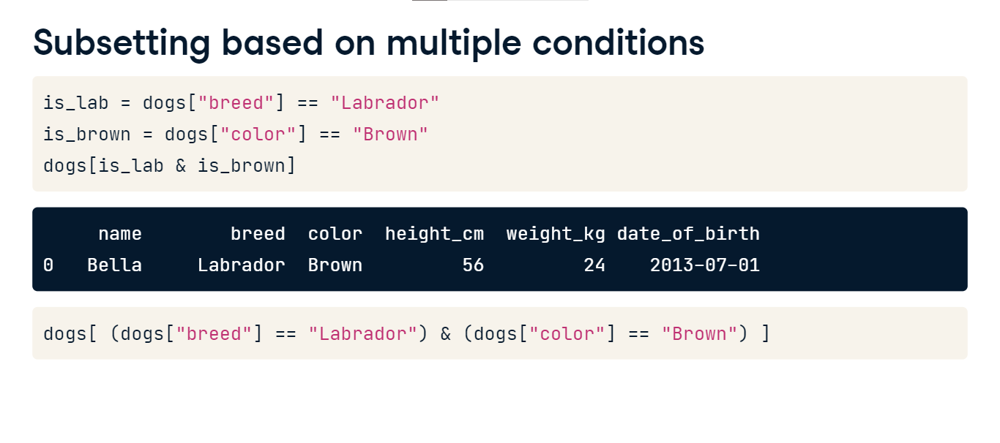 Subsetting based on multiple conditions
is_lab = dogs["breed"] == "Labrador"
is_brown = dogs["color"] == "Brown"
dogs[is_lab & is_brown]
name breed color height_cm weight_kg date_of_birth
0 Bella Labrador Brown 56 24 2013-07-01
dogs[ (dogs["breed"] == "Labrador") & (dogs["color"] == "Brown") ]